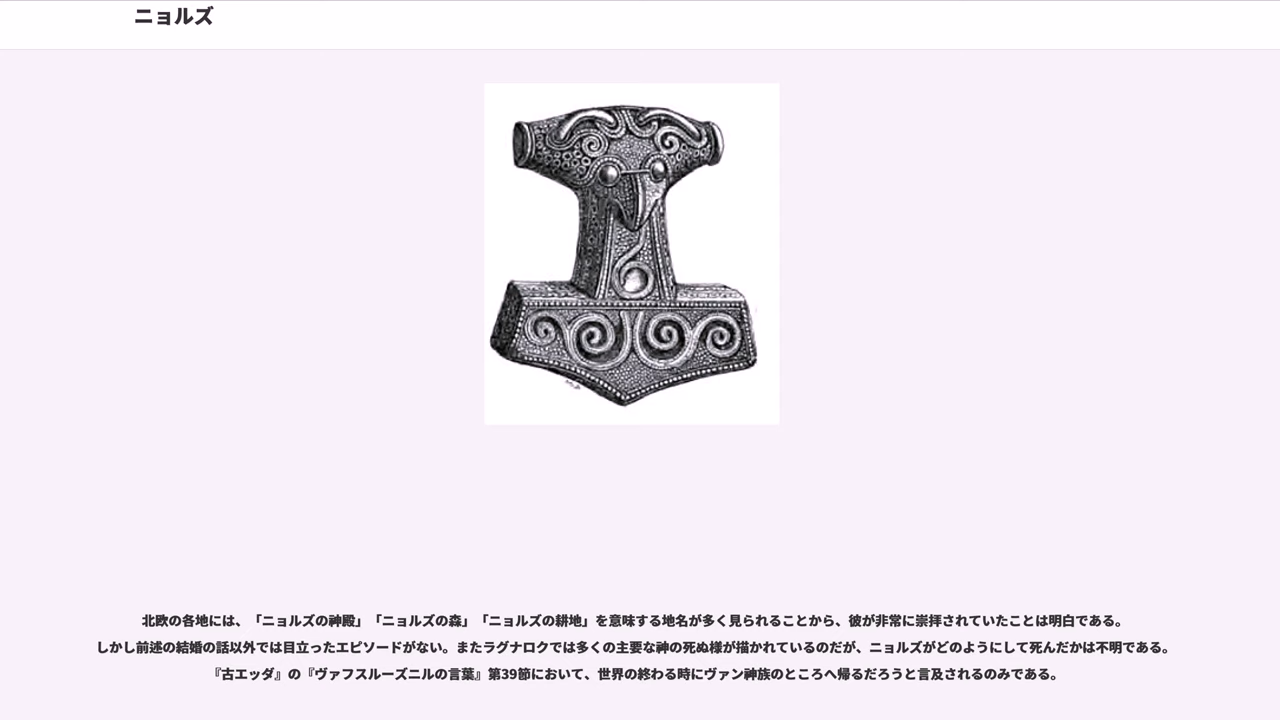 ニョルズ
北欧の各地には、「ニョルズの神殿」「ニョルズの森」「ニョルズの耕地」を意味する地名が多く見られることから、彼が非常に崇拝されていたことは明白である。
しかし前述の結婚の話以外では目立ったエピソードがない。またラグナロクでは多くの主要な神の死ぬ様が描かれているのだが、ニョルズがどのようにして死んだかは不明である。
『古エッダ』の『ヴァフスルーズニルの言葉』第39節において、世界の終わる時にヴァン神族のところへ帰るだろうと言及されるのみである。